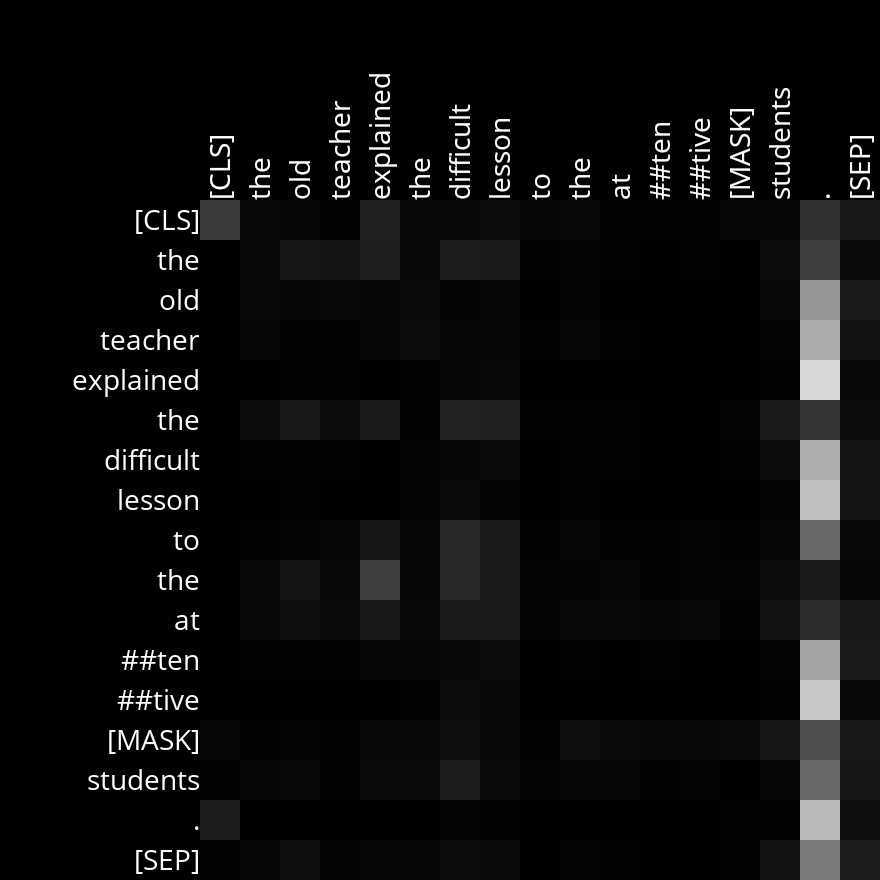 [CLS]
the
old
teacher
explained
the
difficult
lesson
to
the
at
##ten
##tive
[MASK]
students
.
[SEP]
[CLS]
the
old
teacher
explained
the
difficult
lesson
to
the
at
##ten
##tive
[MASK]
students
.
[SEP]